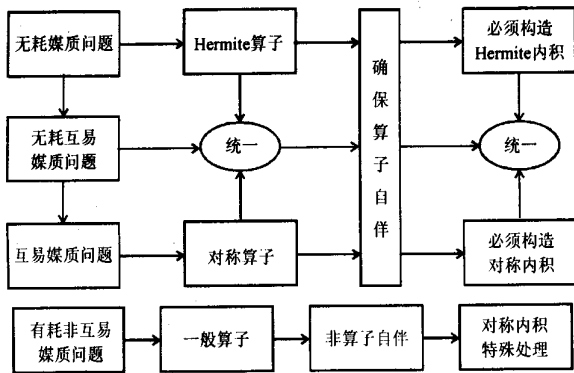 无耗媒质问题
Hermite算子
必须构造
Hermite内积
确保算子自伴
无耗互易
媒质问题
统一
统一
互易媒质问题
对称算子
必须构造
对称内积
有耗非互易
媒质问题
一般算子
非算子自伴
对称内积
特殊处理